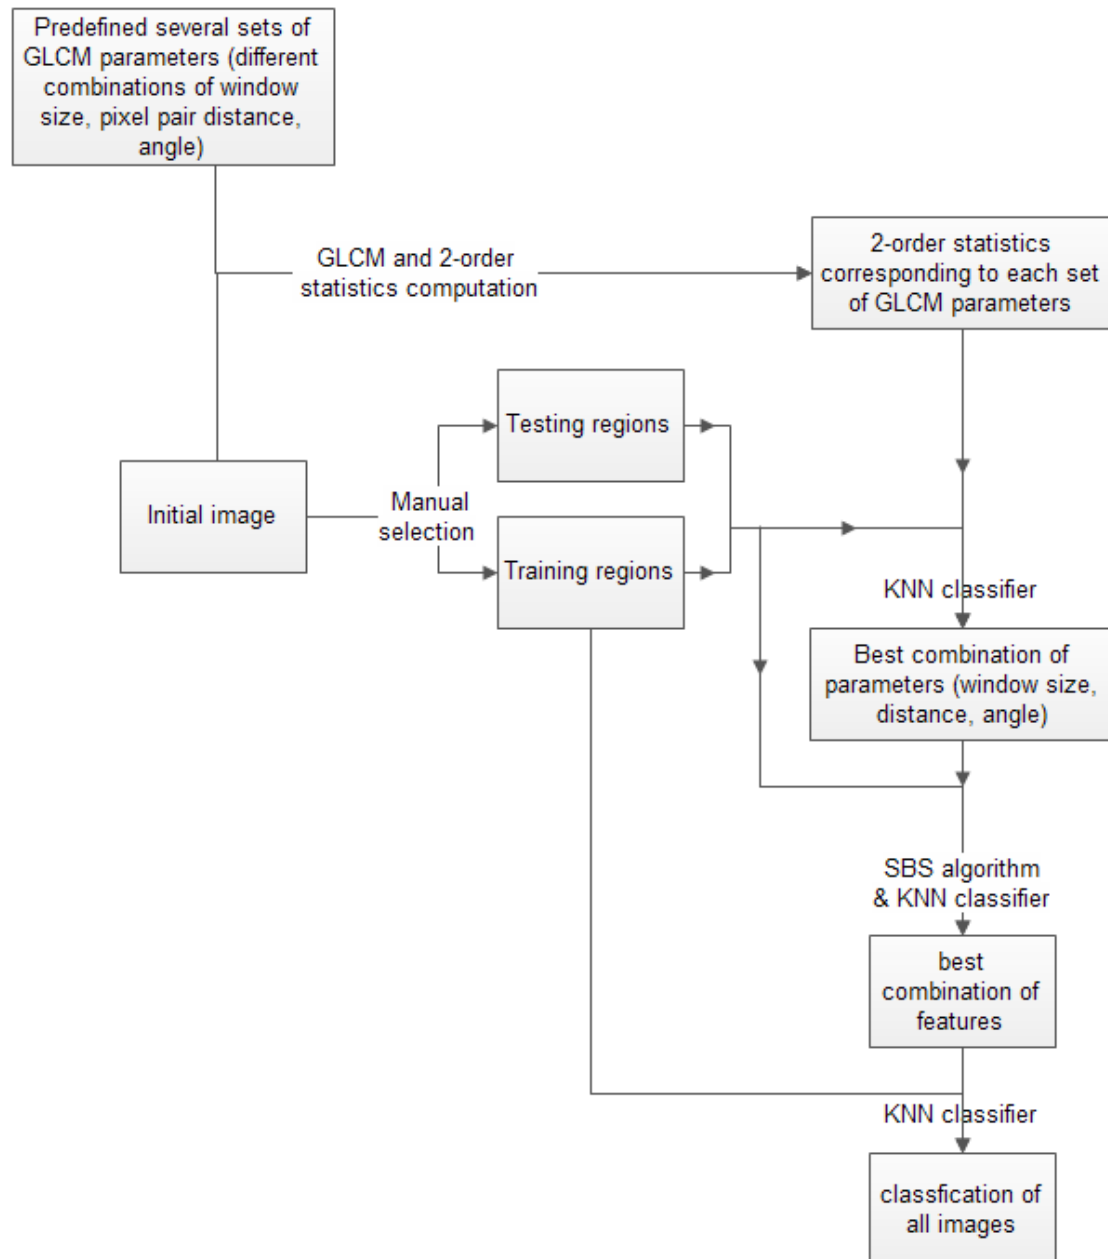 Predefined several sets of
GLCM parameters (different
combinations of window
size, pixel pair distance,
angle)
GLCM and 2-order
statistics computation
2-order statistics
corresponding to each set
of GLCM parameters
Testing regions
Initial image
Manual
selection
Training regions
KNN classifier
Best combination of
parameters (window size,
distance, angle)
SBS algorithm
& KNN classifier
best
combination of
features
KNN classifier
classfication of
all images